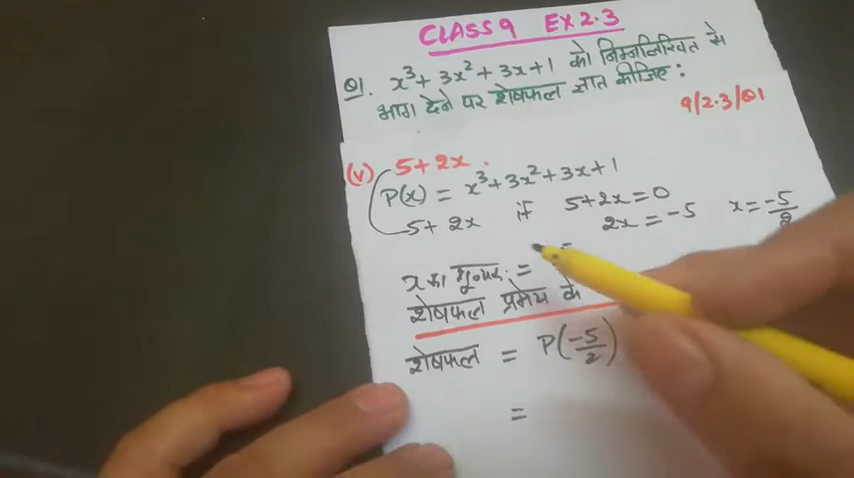 CLASS 9 EX 2.3
Q1. x³ + 3x² + 3x + 1 को निम्नलिखित से
भाग देने पर शेषफल ज्ञात कीजिए :
9/2.3/Q1
(v) 5 + 2x .
P(x) = x³ + 3x² + 3x + 1
5 + 2x if 5 + 2x = 0
2x = -5 x = -5/2
x का शून्यक =
शेषफल प्रमेय के
शेषफल = P(-5/2)
=